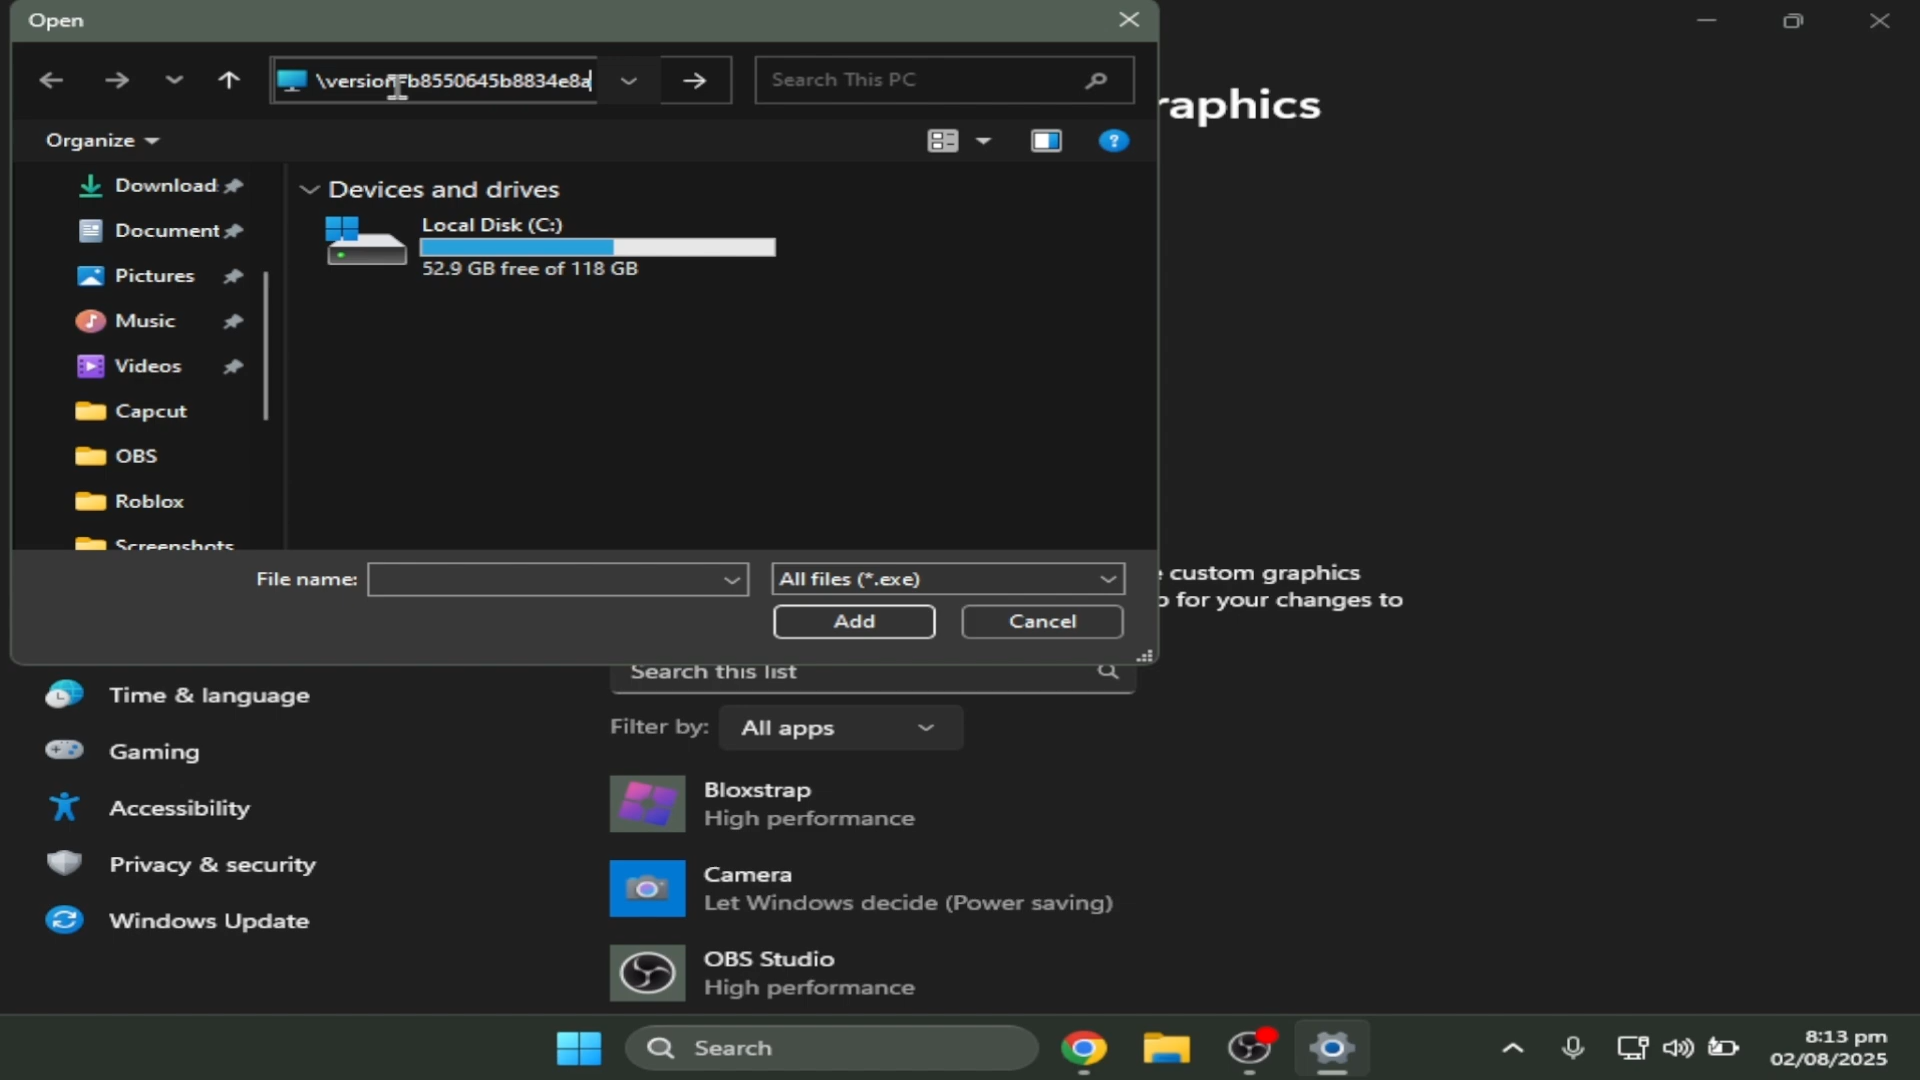 Open
\version-b8550645b8834e8a
Search This PC
raphics
Organize
Download
Document
Pictures
Music
Videos
Capcut
OBS
Roblox
Screenshots
Devices and drives
Local Disk (C:)
52.9 GB free of 118 GB
File name:
All files (*.exe)
Add
Cancel
custom graphics
for your changes to
Time & language
Gaming
Accessibility
Privacy & security
Windows Update
Search this list
Filter by:
All apps
Bloxstrap
High performance
Camera
Let Windows decide (Power saving)
OBS Studio
High performance
Search
8:13 pm
02/08/2025